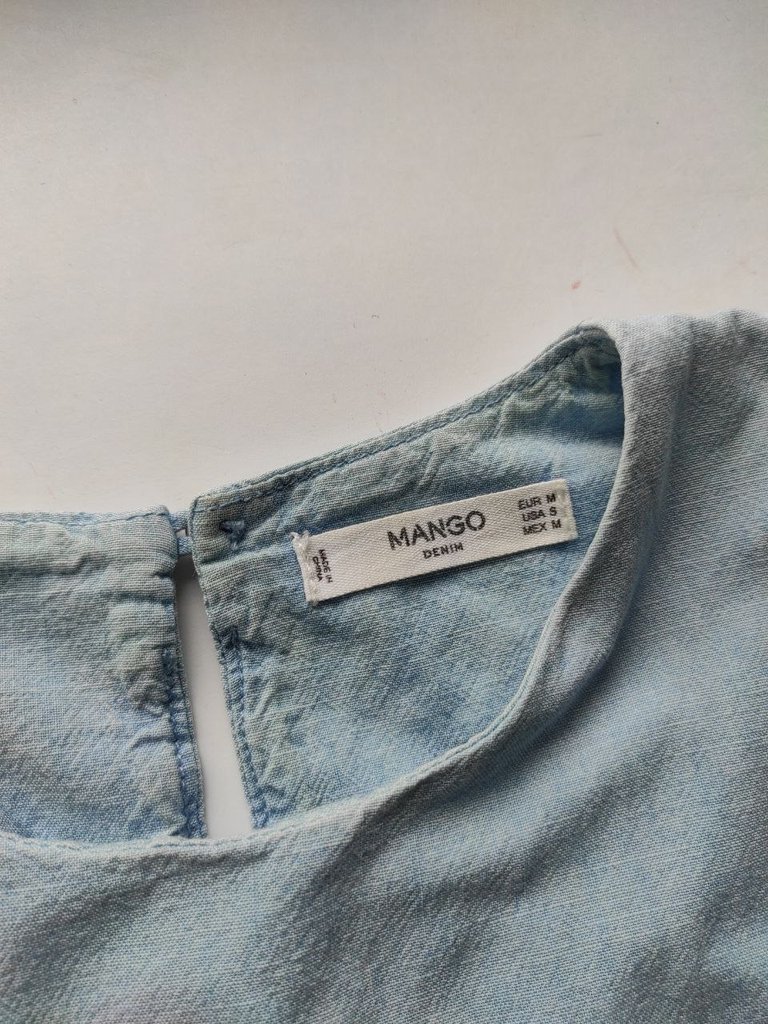 MANGO
DENIM
EUR M
USA S
MEX M
MADE IN
CHINA